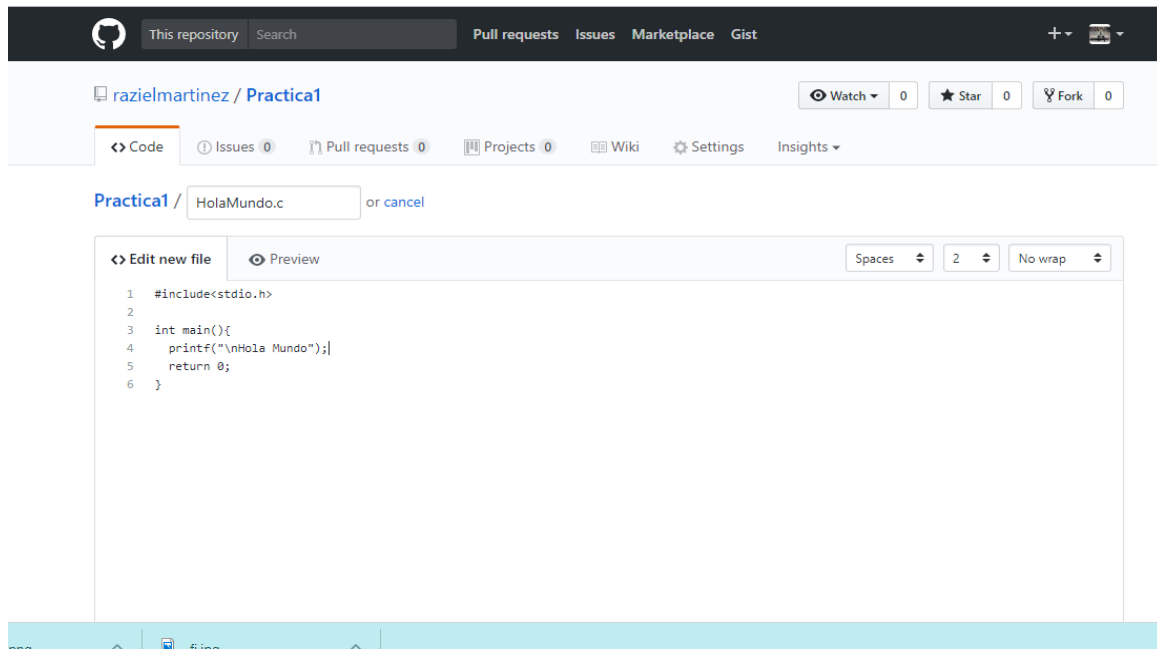 This repository Search Pull requests Issues Marketplace Gist
razielmartinez / Practica1 Watch 0 Star 0 Fork 0
<> Code Issues 0 Pull requests 0 Projects 0 Wiki Settings Insights
Practica1 / HolaMundo.c or cancel
<> Edit new file Preview Spaces 2 No wrap
1 #include<stdio.h>
2
3 int main(){
4 printf("\nHola Mundo");
5 return 0;
6 }